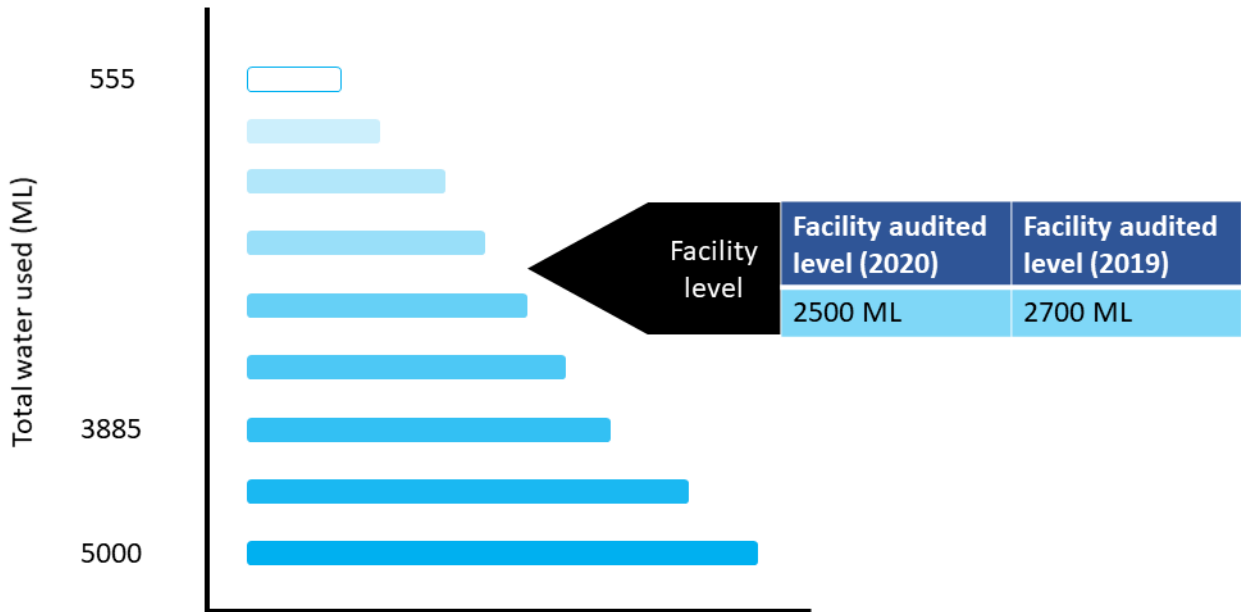 Total water used (ML)
555
3885
5000
Facility
level
Facility audited
level (2020)
Facility audited
level (2019)
2500 ML
2700 ML